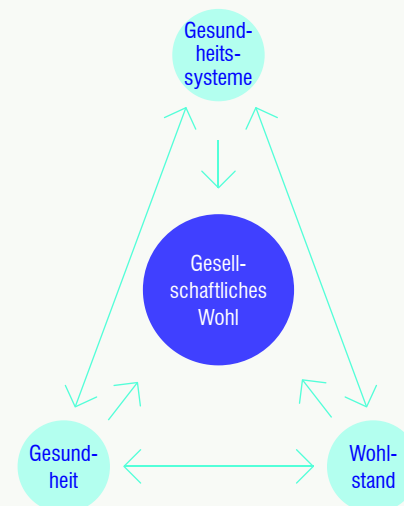 Gesund-
heits-
systeme
Gesell-
schaftliches
Wohl
Gesund-
heit
Wohl-
stand